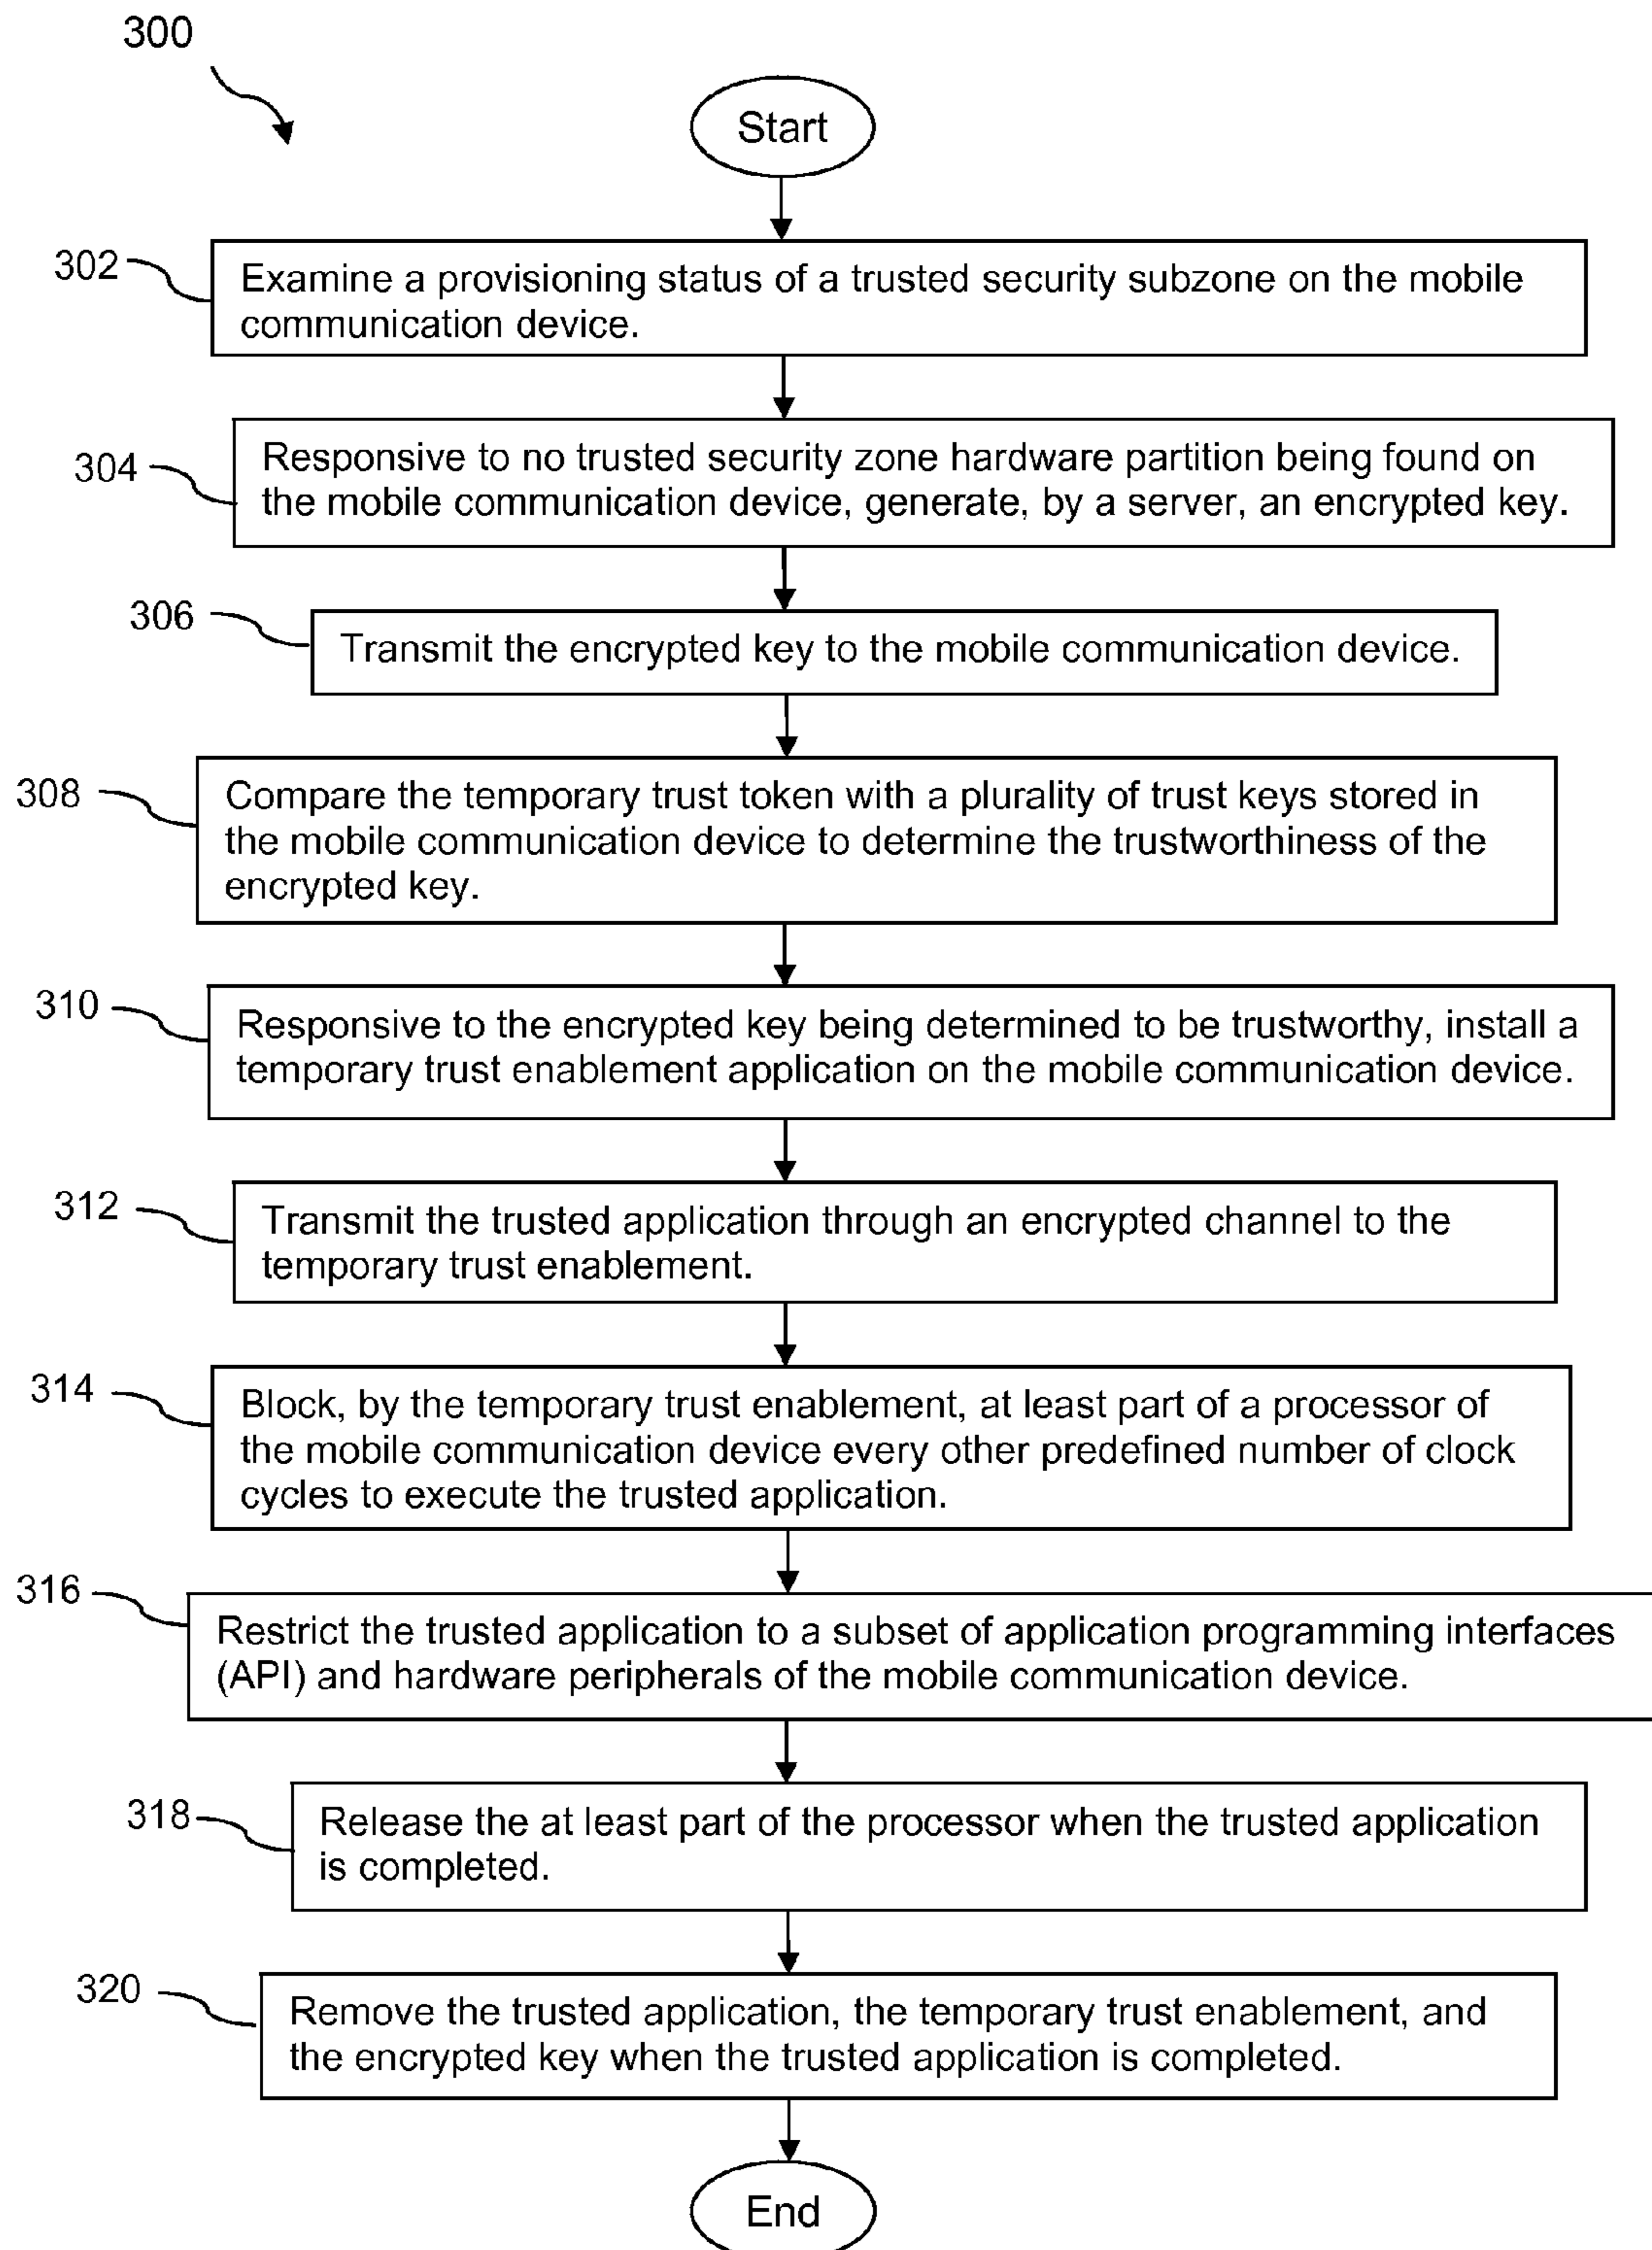 300
Start
302
Examine a provisioning status of a trusted security subzone on the mobile
communication device.
304
Responsive to no trusted security zone hardware partition being found on
the mobile communication device, generate, by a server, an encrypted key.
306
Transmit the encrypted key to the mobile communication device.
308
Compare the temporary trust token with a plurality of trust keys stored in
the mobile communication device to determine the trustworthiness of the
encrypted key.
310
Responsive to the encrypted key being determined to be trustworthy, install a
temporary trust enablement application on the mobile communication device.
312
Transmit the trusted application through an encrypted channel to the
temporary trust enablement.
314
Block, by the temporary trust enablement, at least part of a processor of
the mobile communication device every other predefined number of clock
cycles to execute the trusted application.
316
Restrict the trusted application to a subset of application programming interfaces
(API) and hardware peripherals of the mobile communication device.
318
Release the at least part of the processor when the trusted application
is completed.
320
Remove the trusted application, the temporary trust enablement, and
the encrypted key when the trusted application is completed.
End